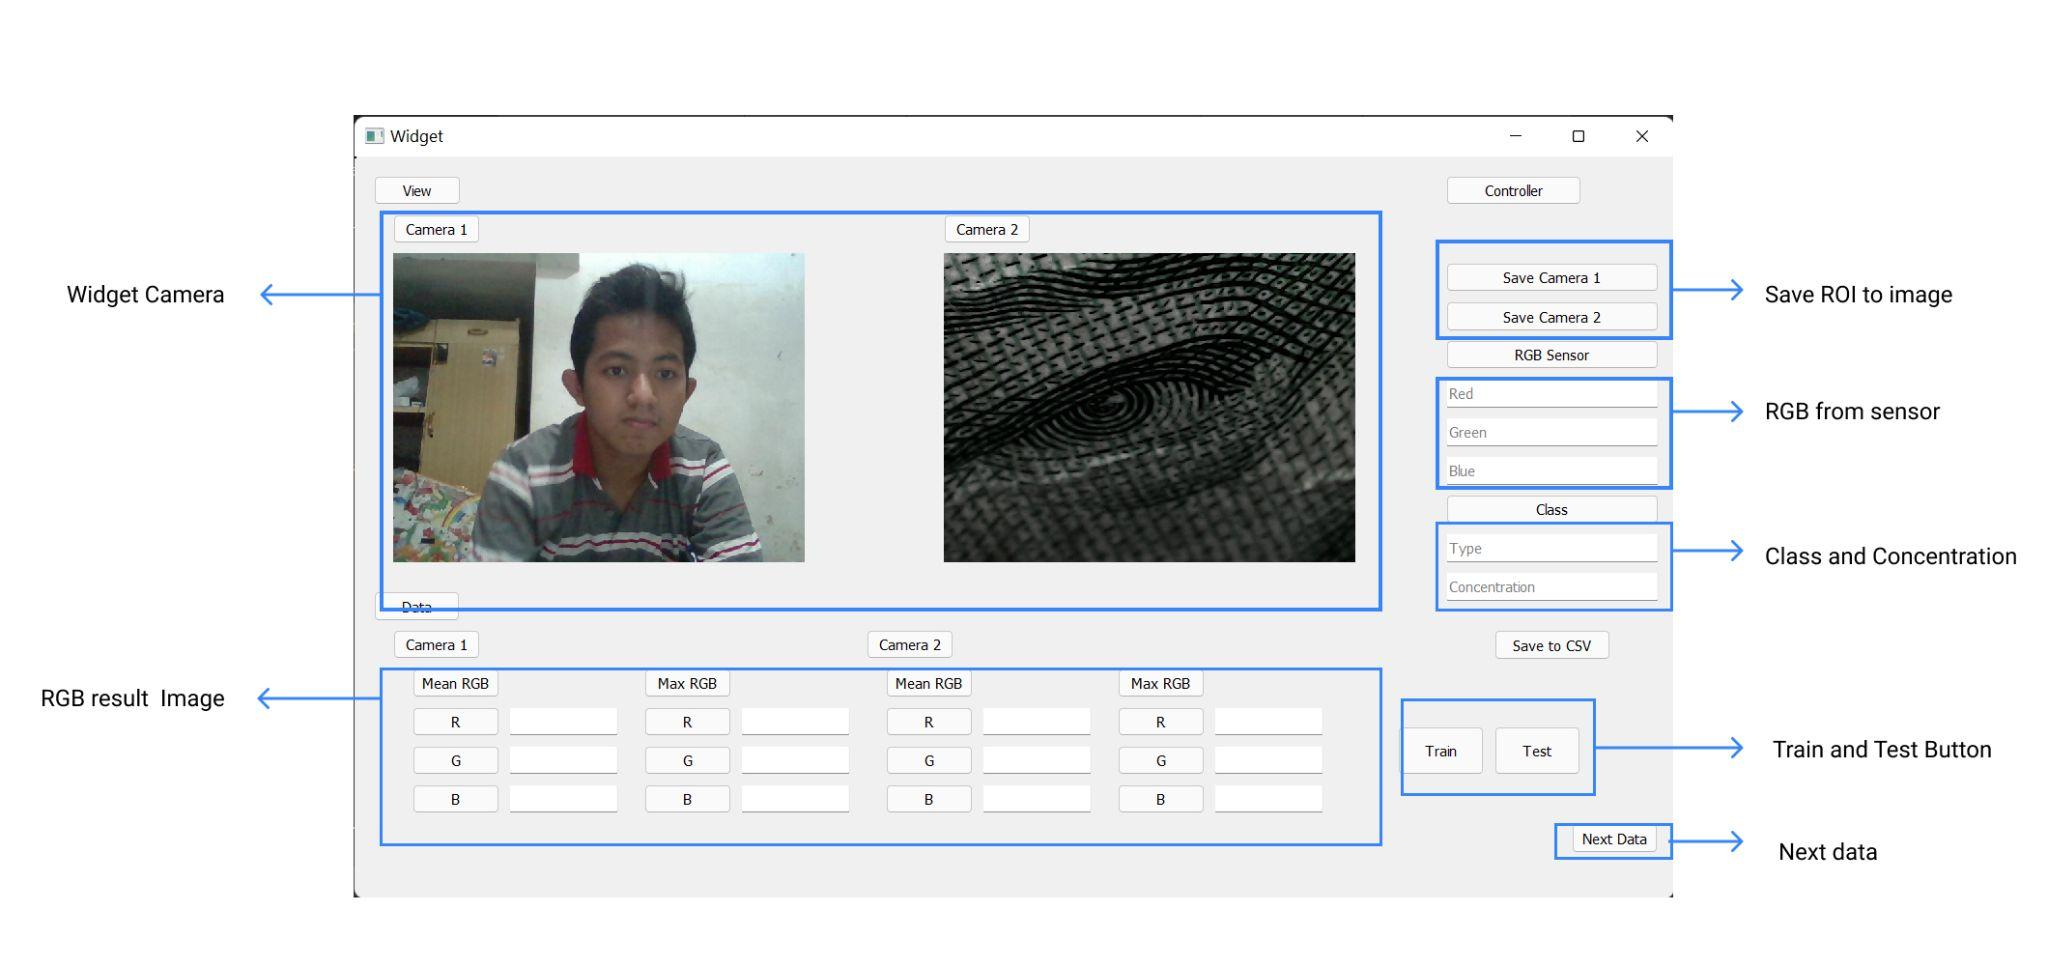 Widget
View
Controller
Camera 1
Camera 2
Widget Camera
Save Camera 1
Save ROI to image
Save Camera 2
RGB Sensor
Red
RGB from sensor
Green
Blue
Class
Type
Class and Concentration
Concentration
Data
Camera 1
Camera 2
Save to CSV
RGB result Image
Mean RGB
Max RGB
Mean RGB
Max RGB
R
R
R
R
G
G
G
G
B
B
B
B
Train
Test
Train and Test Button
Next Data
Next data